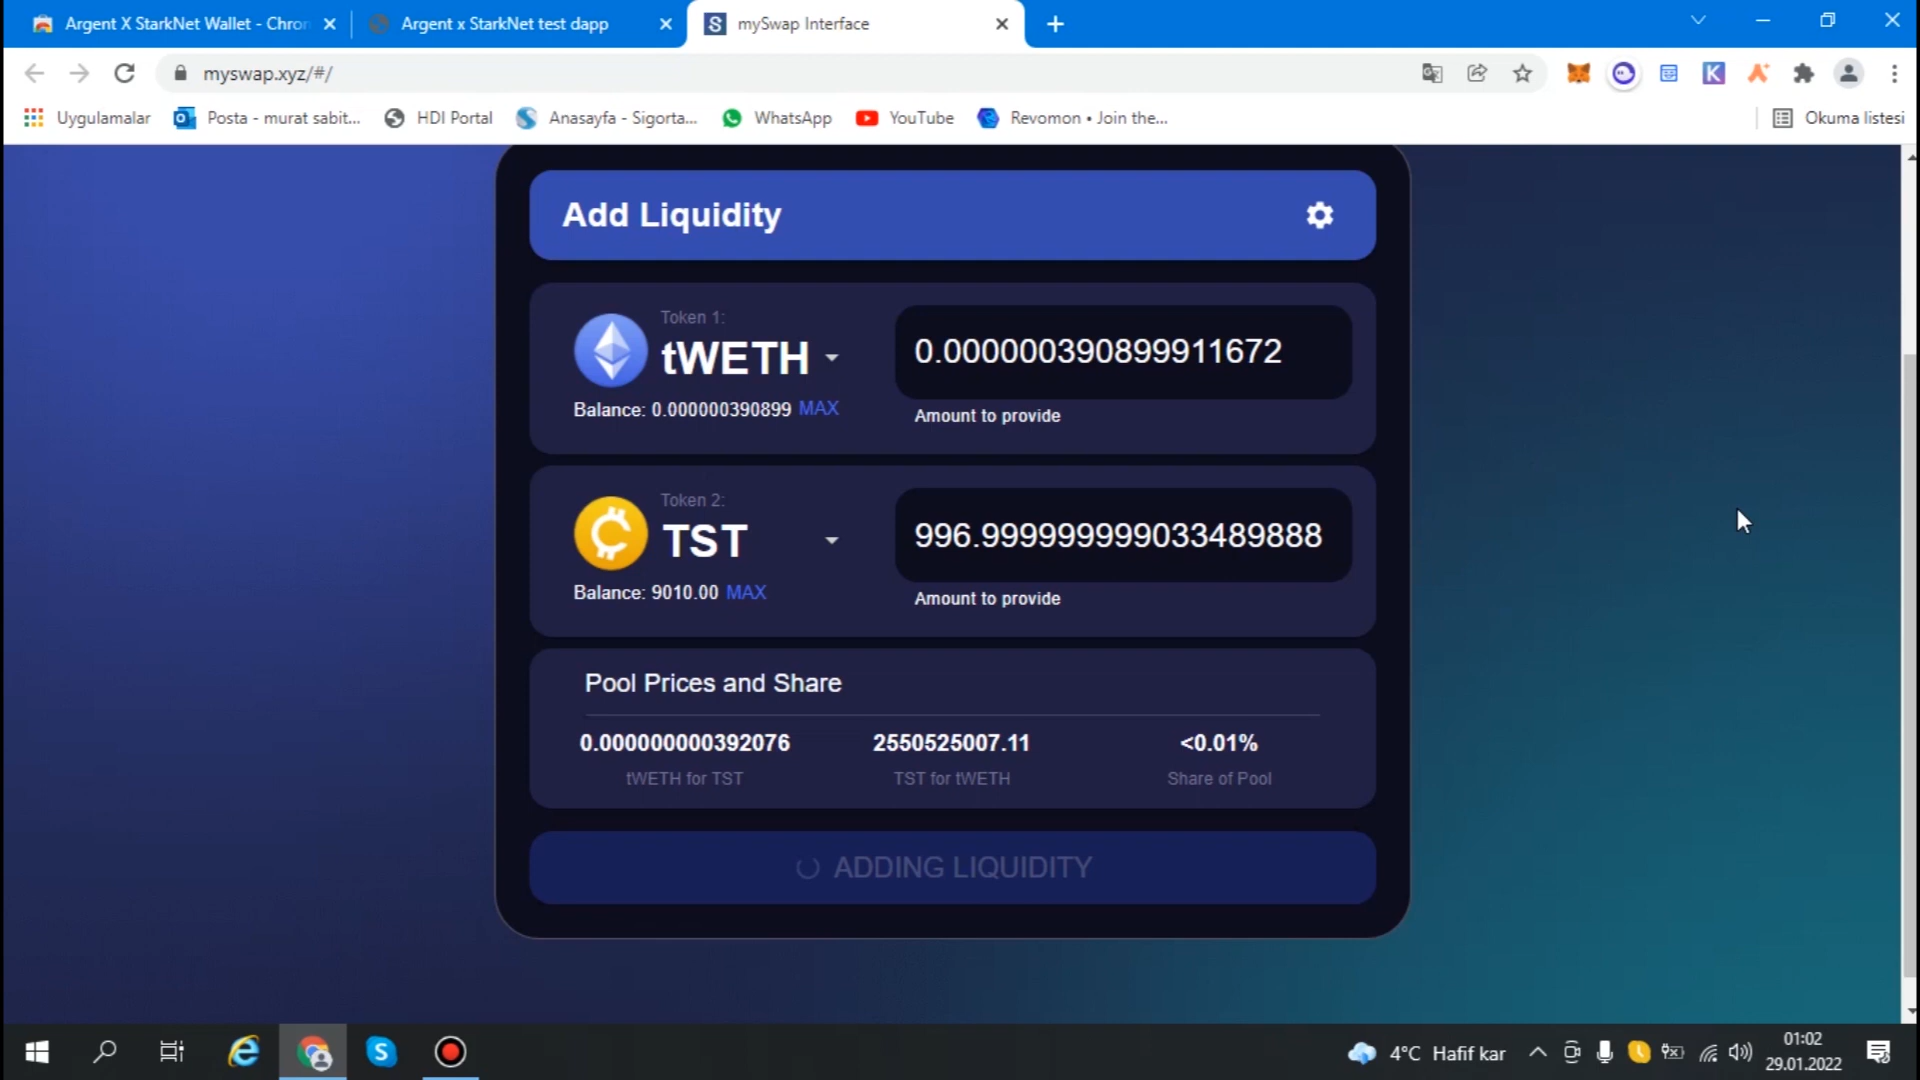 Argent X StarkNet Wallet - Chron
Argent x StarkNet test dapp
mySwap Interface
myswap.xyz/#/
Uygulamalar
Posta - murat sabit...
HDI Portal
Anasayfa - Sigorta...
WhatsApp
YouTube
Revomon • Join the...
Okuma listesi
Add Liquidity
Token 1:
tWETH
0.000000390899911672
Balance: 0.000000390899 MAX
Amount to provide
Token 2:
TST
996.999999999033489888
Balance: 9010.00 MAX
Amount to provide
Pool Prices and Share
0.000000000392076
2550525007.11
<0.01%
tWETH for TST
TST for tWETH
Share of Pool
ADDING LIQUIDITY
4°C Hafif kar
01:02
29.01.2022